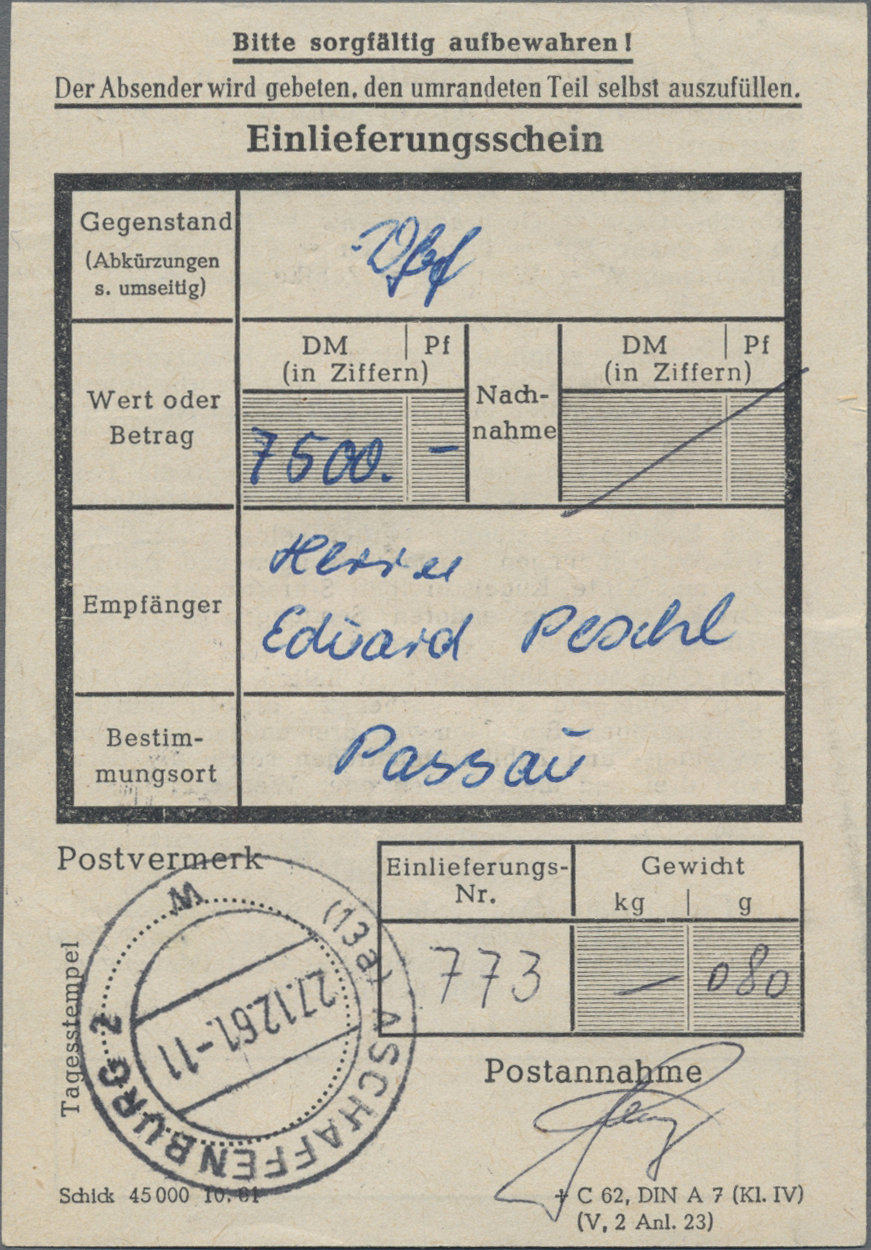 Bitte sorgfältig aufbewahren!
Der Absender wird gebeten, den umrandeten Teil selbst auszufüllen.
Einlieferungsschein
Gegenstand
(Abkürzungen
s. umseitig)
Wert oder
Betrag
DM | Pf
(in Ziffern)
7500. –
Nach-
nahme
DM | Pf
(in Ziffern)
Empfänger
Herrn
Eduard Peschl
Bestim-
mungsort
Passau
Postvermerk
Einlieferungs-
Nr.
773
Gewicht
kg | g
— 080
Tagesstempel
(13a) ASCHAFFENBURG 2
M
27.12.61.-11
Postannahme
Schick 45000 10. 61
+ C 62, DIN A 7 (Kl. IV)
(V, 2 Anl. 23)